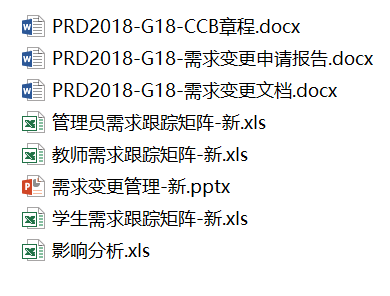 PRD2018-G18-CCB章程.docx
PRD2018-G18-需求变更申请报告.docx
PRD2018-G18-需求变更文档.docx
管理员需求跟踪矩阵-新.xls
教师需求跟踪矩阵-新.xls
需求变更管理-新.pptx
学生需求跟踪矩阵-新.xls
影响分析.xls